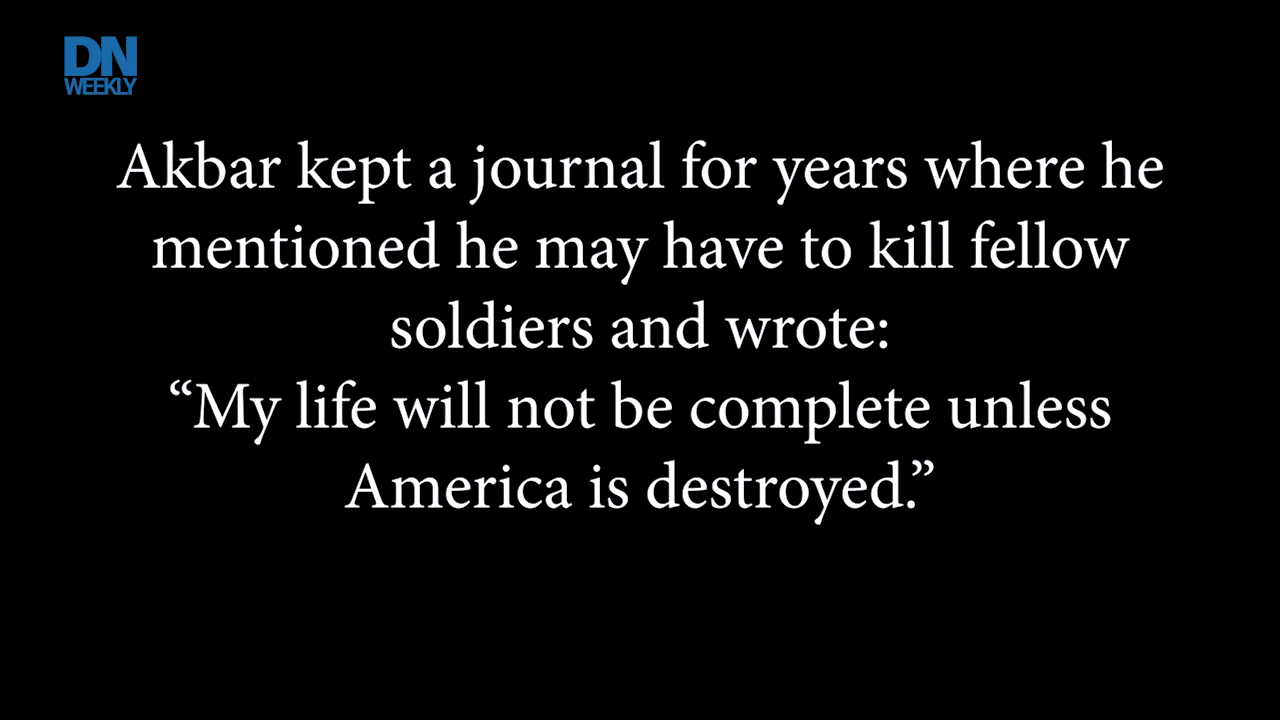 DN
WEEKLY
Akbar kept a journal for years where he
mentioned he may have to kill fellow
soldiers and wrote:
“My life will not be complete unless
America is destroyed.”